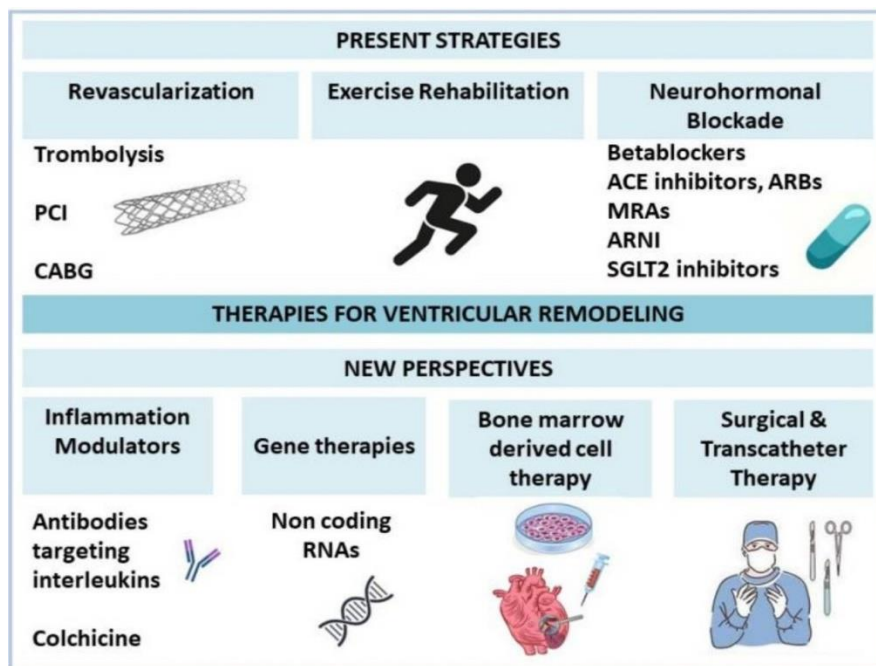 PRESENT STRATEGIES
Revascularization
Trombolysis
PCI
CABG
Exercise Rehabilitation
Neurohormonal
Blockade
Betablockers
ACE inhibitors, ARBs
MRAs
ARNI
SGLT2 inhibitors
THERAPIES FOR VENTRICULAR REMODELING
NEW PERSPECTIVES
Inflammation
Modulators
Antibodies
targeting
interleukins
Colchicine
Gene therapies
Non coding
RNAs
Bone marrow
derived cell
therapy
Surgical &
Transcatheter
Therapy